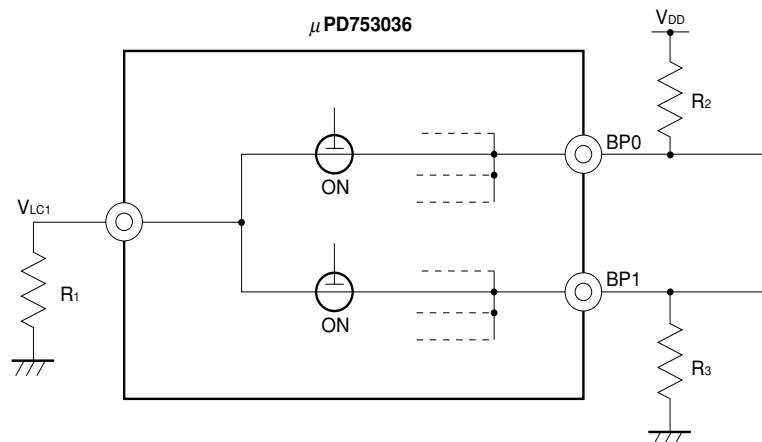 μPD753036
VDD
R2
BP0
ON
VLC1
R1
BP1
ON
R3